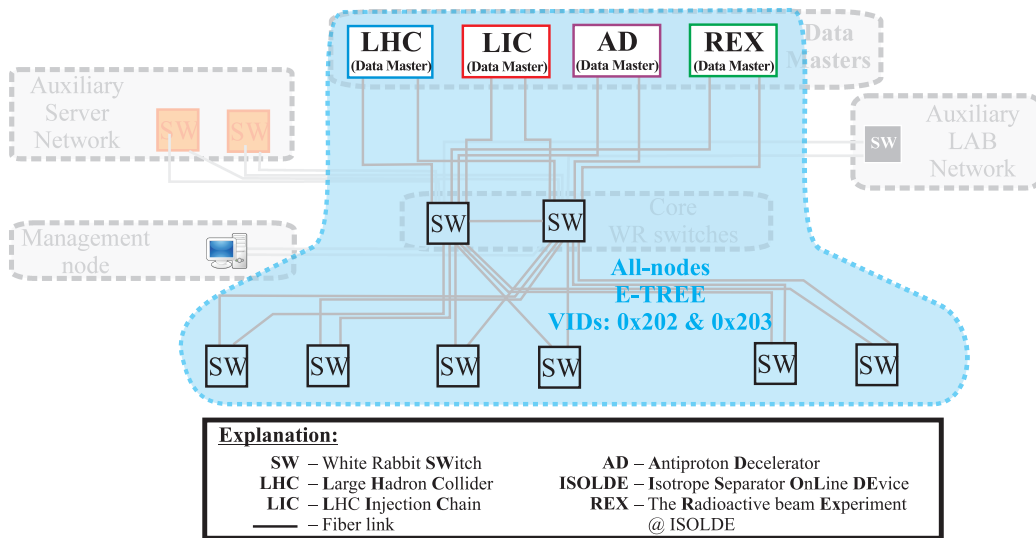 LHC
(Data Master)
LIC
(Data Master)
AD
(Data Master)
REX
(Data Master)
Data
Masters
Auxiliary
Server
Network
SW
SW
SW
Auxiliary
LAB
Network
SW
SW
Core
WR switches
Management
node
All-nodes
E-TREE
VIDs: 0x202 & 0x203
SW
SW
SW
SW
SW
SW
Explanation:
SW – White Rabbit SWitch
LHC – Large Hadron Collider
LIC – LHC Injection Chain
– Fiber link
AD – Antiproton Decelerator
ISOLDE – Isotrope Separator OnLine DEvice
REX – The Radioactive beam Experiment
@ ISOLDE